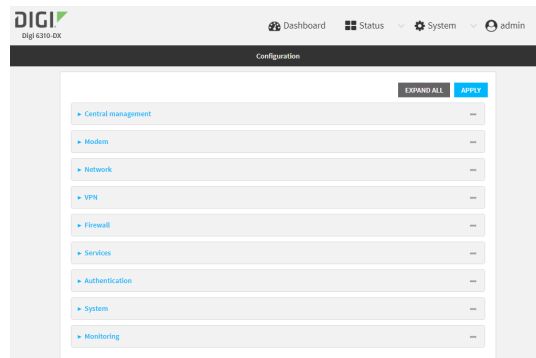 DIGI
Digi 6310-DX
Dashboard Status System admin
Configuration
EXPAND ALL APPLY
Central management
Modem
Network
VPN
Firewall
Services
Authentication
System
Monitoring